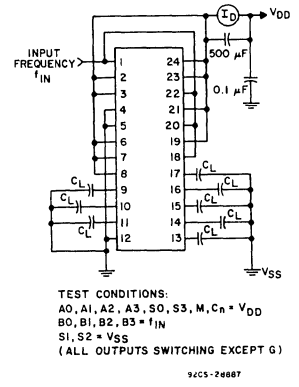 I_D
V_DD
500 µF
0.1 µF
INPUT
FREQUENCY
f_IN
1
2
3
4
5
6
7
8
9
10
11
12
24
23
22
21
20
19
18
17
16
15
14
13
C_L
C_L
C_L
C_L
C_L
C_L
C_L
C_L
V_SS
TEST CONDITIONS:
A0, A1, A2, A3, S0, S3, M, C_n = V_DD
B0, B1, B2, B3 = f_IN
S1, S2 = V_SS
(ALL OUTPUTS SWITCHING EXCEPT G)
92CS-28887